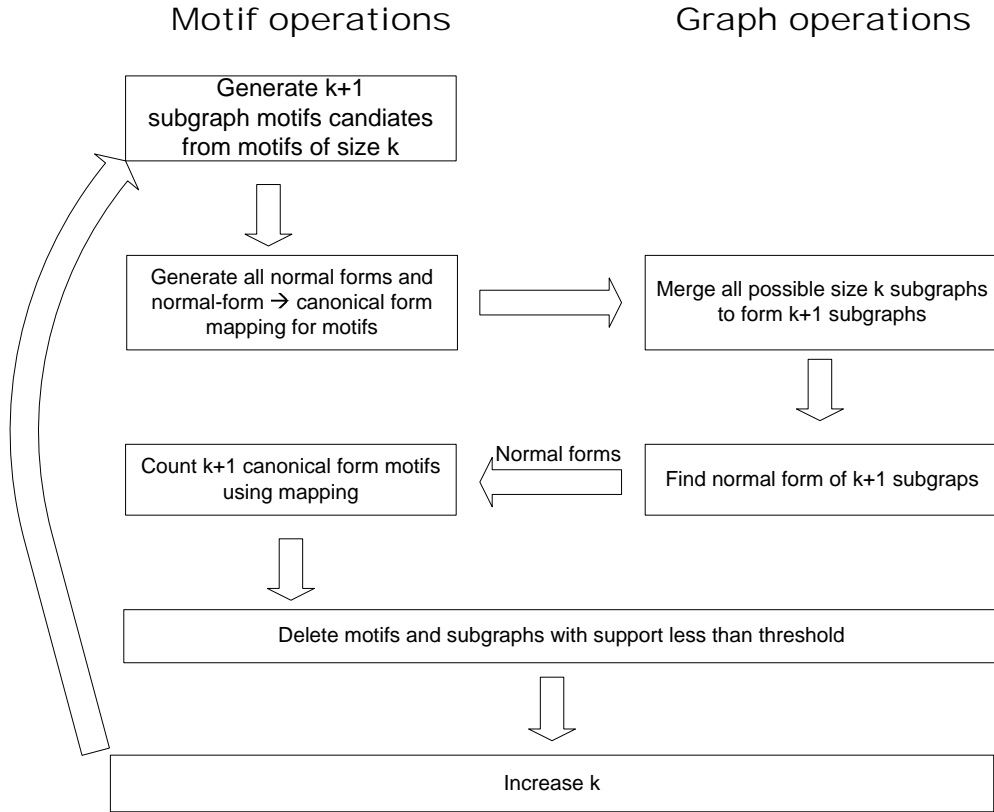 Motif operations
Graph operations
Generate k+1
subgraph motifs candiates
from motifs of size k
Generate all normal forms and
normal-form → canonical form
mapping for motifs
Merge all possible size k subgraphs
to form k+1 subgraphs
Normal forms
Count k+1 canonical form motifs
using mapping
Find normal form of k+1 subgraps
Delete motifs and subgraphs with support less than threshold
Increase k